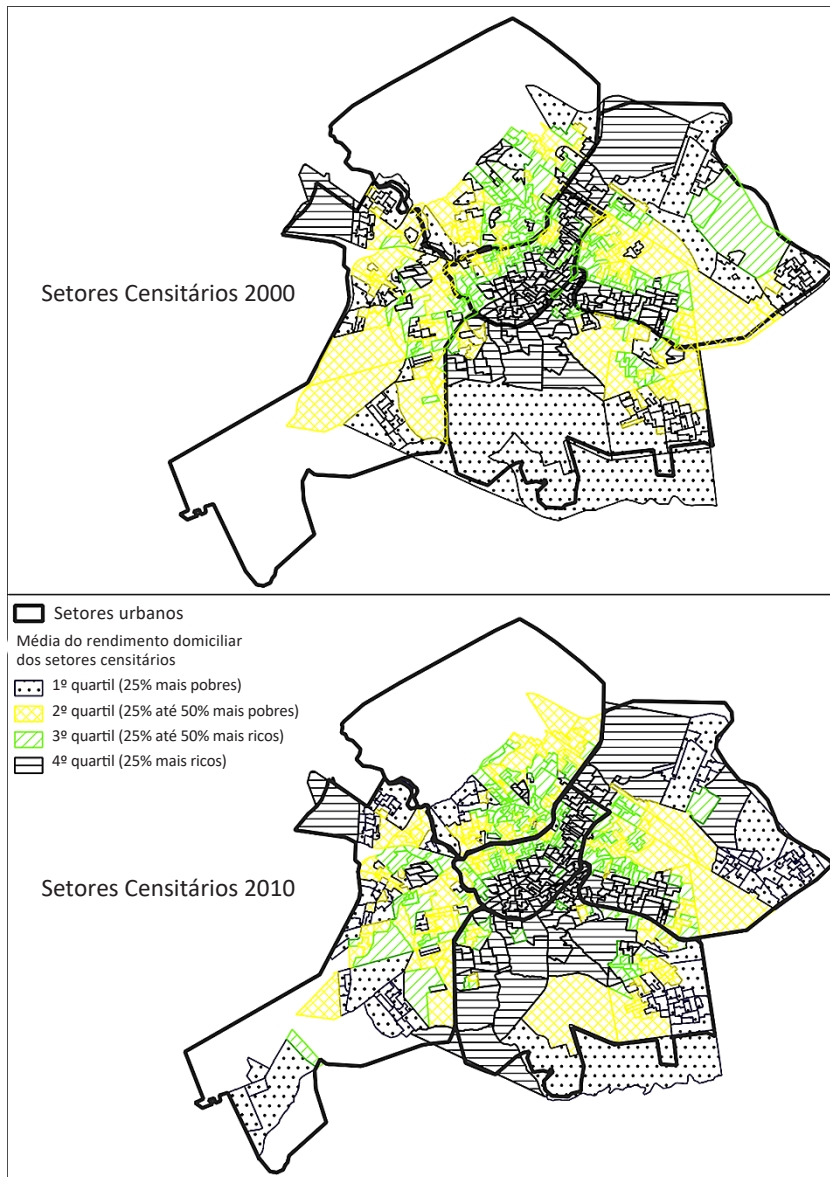 Setores Censitários 2000
Setores urbanos
Média do rendimento domiciliar
dos setores censitários
1º quartil (25% mais pobres)
2º quartil (25% até 50% mais pobres)
3º quartil (25% até 50% mais ricos)
4º quartil (25% mais ricos)
Setores Censitários 2010